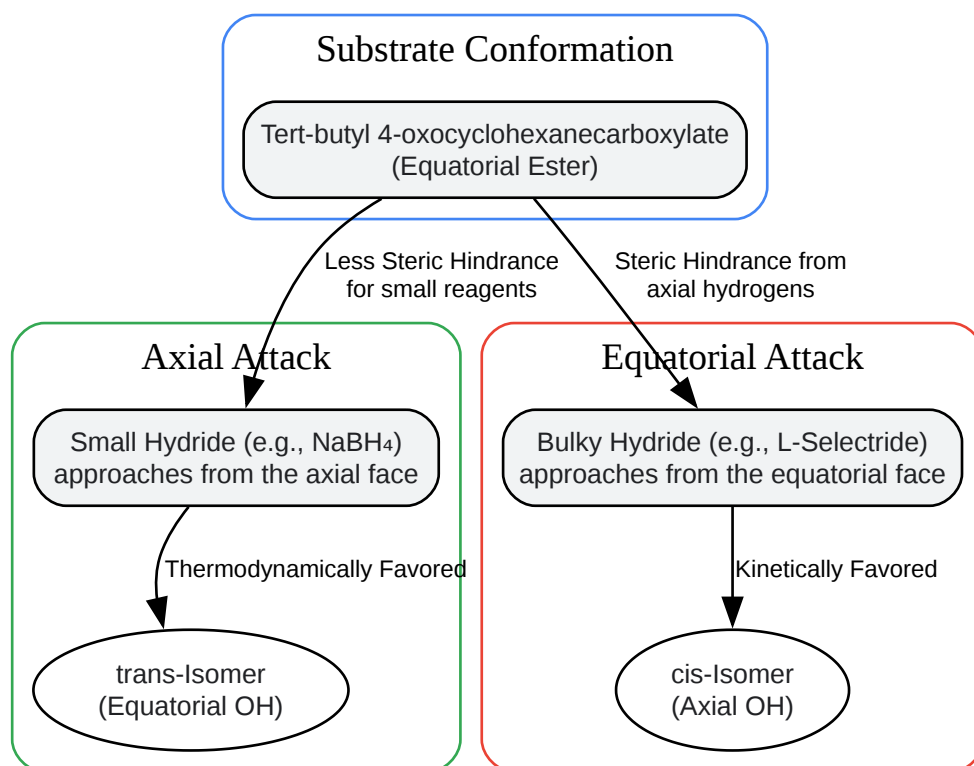 Substrate Conformation
Tert-butyl 4-oxocyclohexanecarboxylate
(Equatorial Ester)
Less Steric Hindrance
for small reagents
Steric Hindrance from
axial hydrogens
Axial Attack
Small Hydride (e.g., NaBH₄)
approaches from the axial face
Thermodynamically Favored
trans-Isomer
(Equatorial OH)
Equatorial Attack
Bulky Hydride (e.g., L-Selectride)
approaches from the equatorial face
Kinetically Favored
cis-Isomer
(Axial OH)